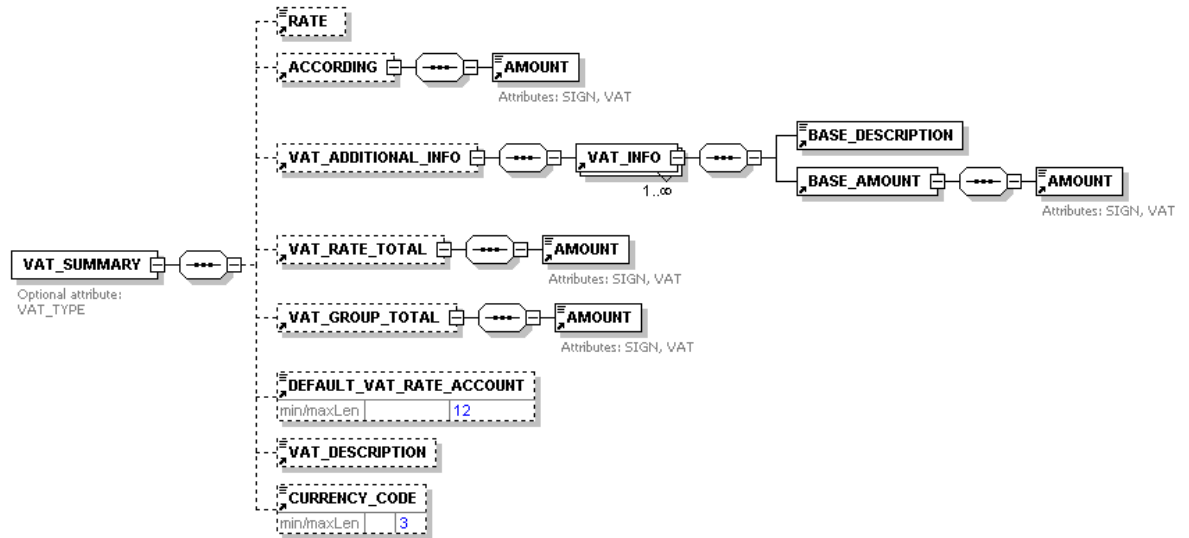 RATE
ACCORDING
AMOUNT
Attributes: SIGN, VAT
VAT_ADDITIONAL_INFO
VAT_INFO
1..∞
BASE_DESCRIPTION
BASE_AMOUNT
AMOUNT
Attributes: SIGN, VAT
VAT_SUMMARY
Optional attribute:
VAT_TYPE
VAT_RATE_TOTAL
AMOUNT
Attributes: SIGN, VAT
VAT_GROUP_TOTAL
AMOUNT
Attributes: SIGN, VAT
DEFAULT_VAT_RATE_ACCOUNT
min/maxLen 12
VAT_DESCRIPTION
CURRENCY_CODE
min/maxLen 3